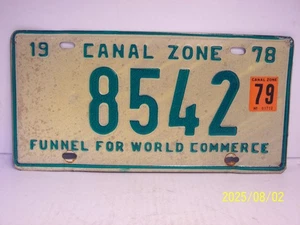 19 CANAL ZONE 78
CANAL ZONE
8542 79
FUNNEL FOR WORLD COMMERCE
2025/08/02